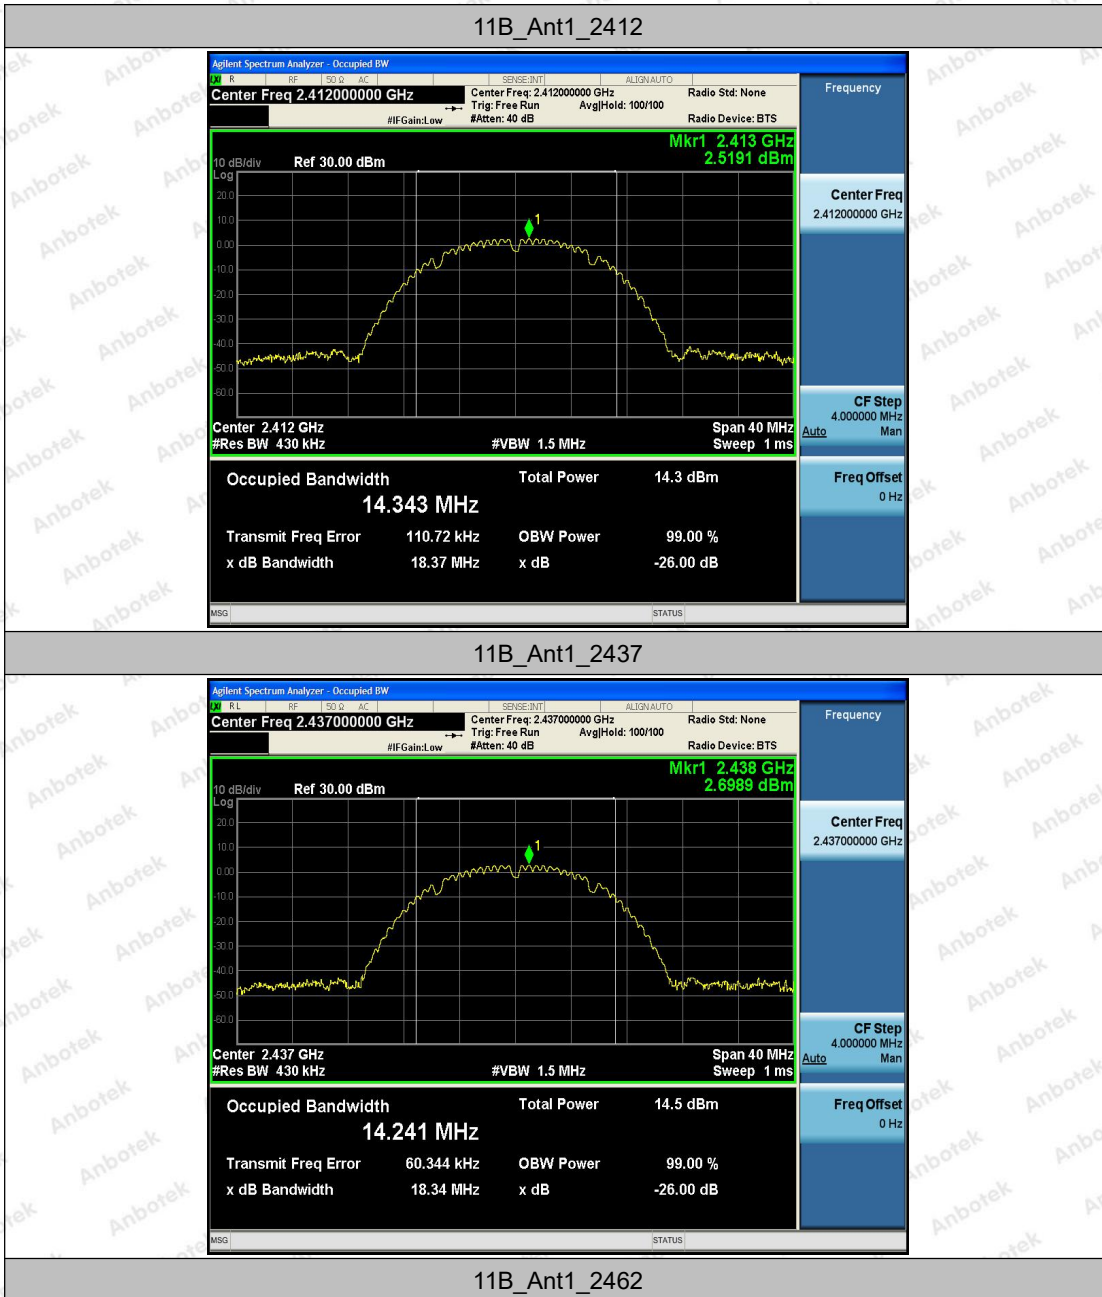 11B_Ant1_2412
Agilent Spectrum Analyzer - Occupied BW
LXI R RF 50 Ω AC SENSE:INT ALIGN AUTO
Center Freq 2.412000000 GHz
Center Freq: 2.412000000 GHz
Radio Std: None
Trig: Free Run Avg|Hold: 100/100
#IFGain:Low #Atten: 40 dB Radio Device: BTS
Mkr1 2.413 GHz
2.5191 dBm
10 dB/div Ref 30.00 dBm
Log
20.0
10.0
1
0.00
-10.0
-20.0
-30.0
-40.0
-50.0
-60.0
Center 2.412 GHz Span 40 MHz
#Res BW 430 kHz #VBW 1.5 MHz Sweep 1 ms
Occupied Bandwidth Total Power 14.3 dBm
14.343 MHz
Transmit Freq Error 110.72 kHz OBW Power 99.00 %
x dB Bandwidth 18.37 MHz x dB -26.00 dB
MSG STATUS
Frequency
Center Freq
2.412000000 GHz
CF Step
4.000000 MHz
Auto Man
Freq Offset
0 Hz
11B_Ant1_2437
Agilent Spectrum Analyzer - Occupied BW
LXI RL RF 50 Ω AC SENSE:INT ALIGN AUTO
Center Freq 2.437000000 GHz
Center Freq: 2.437000000 GHz
Radio Std: None
Trig: Free Run Avg|Hold: 100/100
#IFGain:Low #Atten: 40 dB Radio Device: BTS
Mkr1 2.438 GHz
2.6989 dBm
10 dB/div Ref 30.00 dBm
Log
20.0
10.0
1
0.00
-10.0
-20.0
-30.0
-40.0
-50.0
-60.0
Center 2.437 GHz Span 40 MHz
#Res BW 430 kHz #VBW 1.5 MHz Sweep 1 ms
Occupied Bandwidth Total Power 14.5 dBm
14.241 MHz
Transmit Freq Error 60.344 kHz OBW Power 99.00 %
x dB Bandwidth 18.34 MHz x dB -26.00 dB
MSG STATUS
Frequency
Center Freq
2.437000000 GHz
CF Step
4.000000 MHz
Auto Man
Freq Offset
0 Hz
11B_Ant1_2462
Anbotek